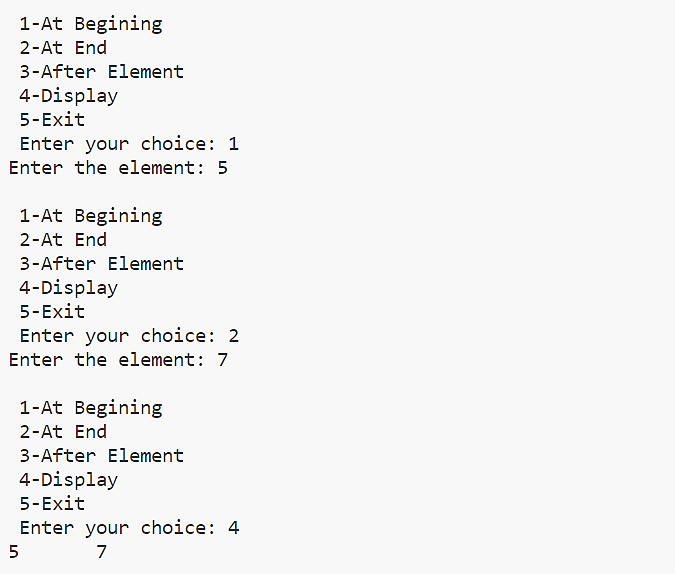 1-At Begining
2-At End
3-After Element
4-Display
5-Exit
Enter your choice: 1
Enter the element: 5
1-At Begining
2-At End
3-After Element
4-Display
5-Exit
Enter your choice: 2
Enter the element: 7
1-At Begining
2-At End
3-After Element
4-Display
5-Exit
Enter your choice: 4
5       7